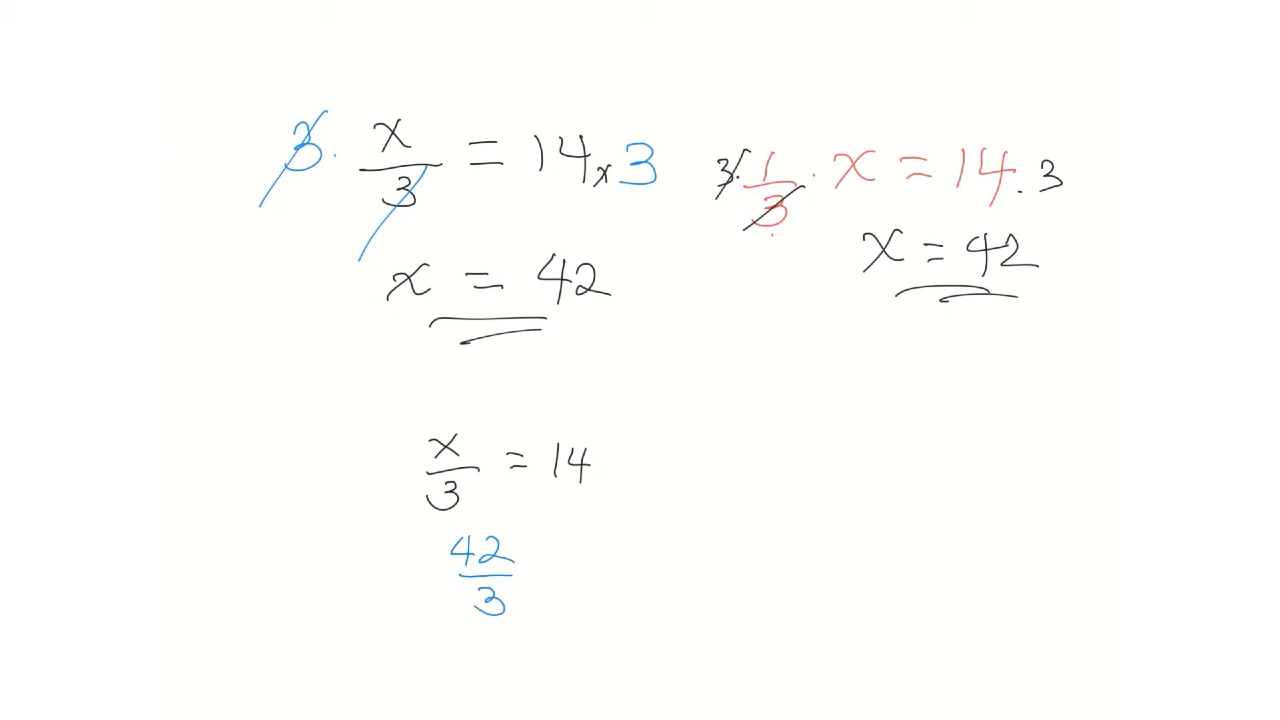 3 · x/3 = 14 x 3
x = 42
3 · 1/3 · x = 14 . 3
x = 42
x/3 = 14
42/3